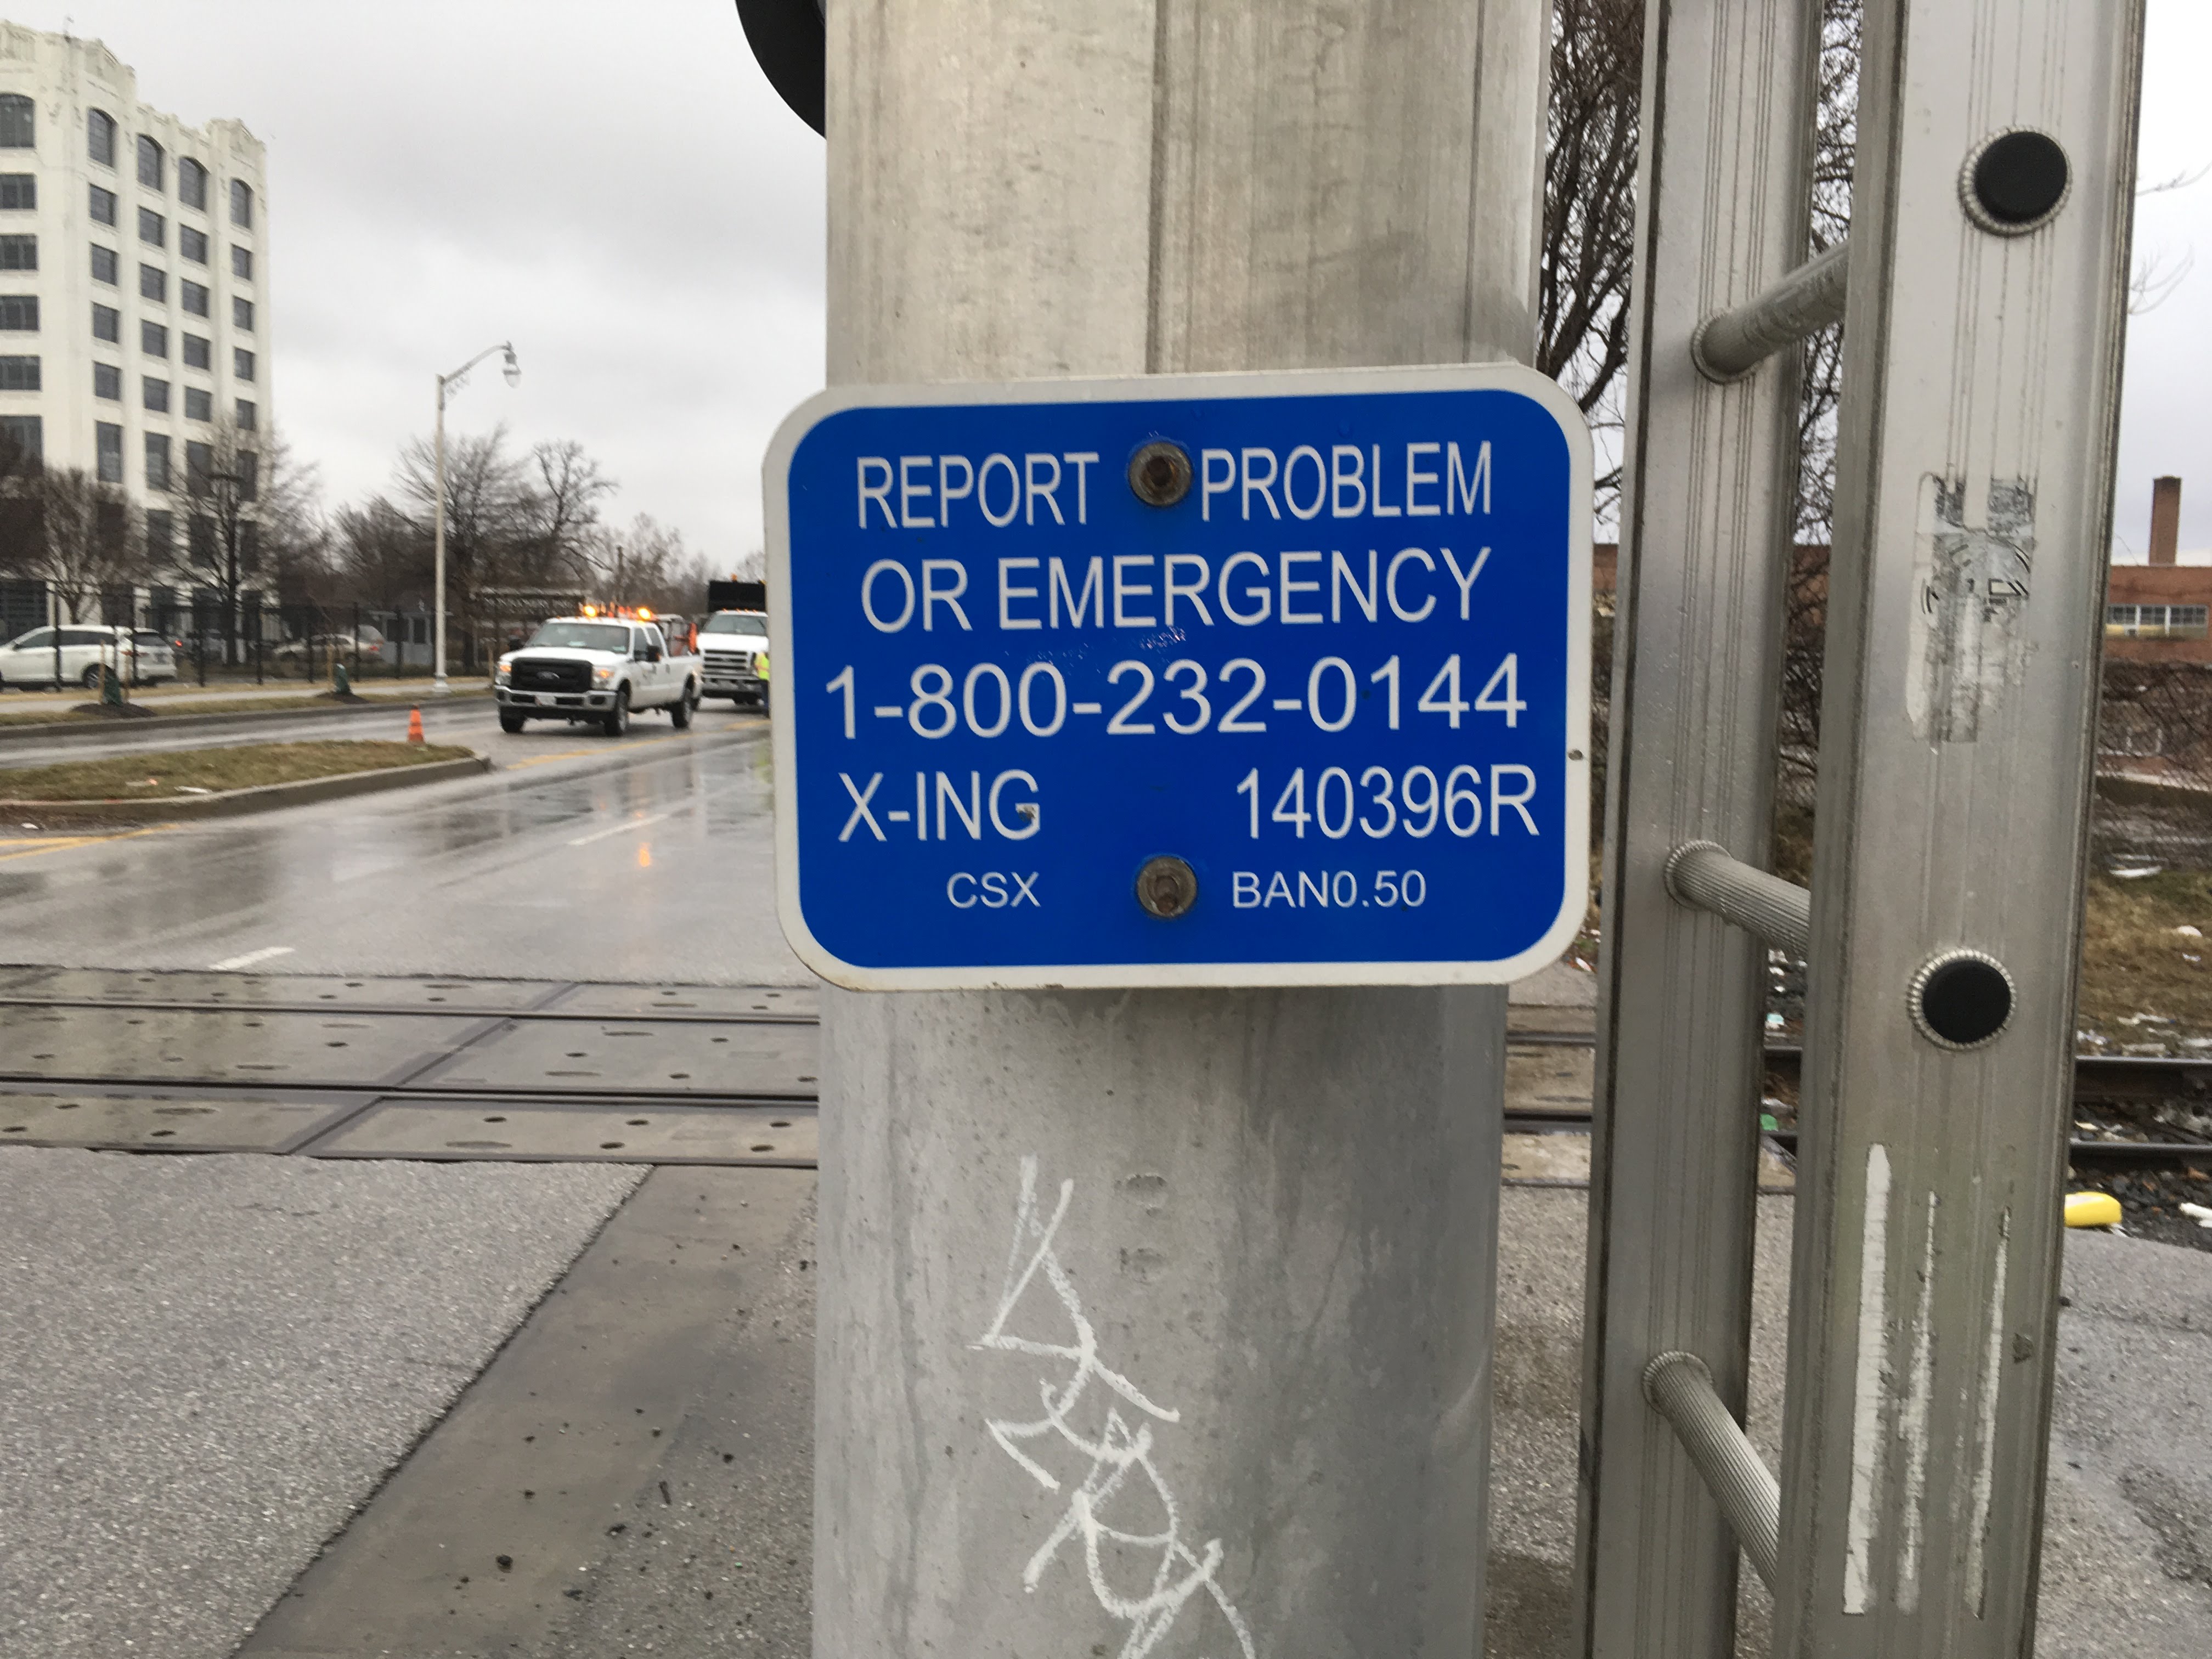 REPORT PROBLEM
OR EMERGENCY
1-800-232-0144
X-ING 140396R
CSX BAN0.50